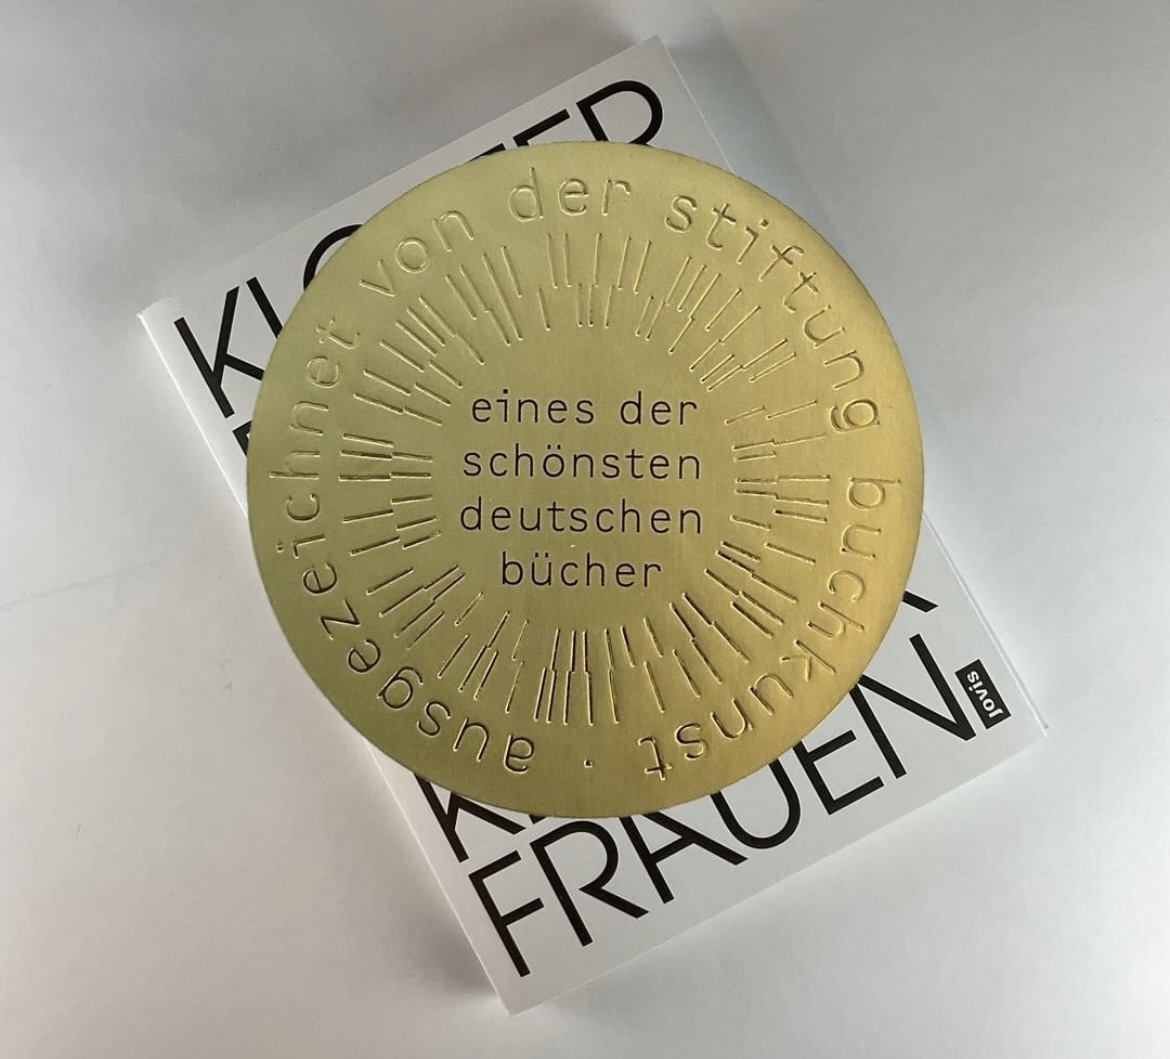 ausgezeichnet von der stiftung buchkunst ·
eines der
schönsten
deutschen
bücher
FRAUEN
jovis